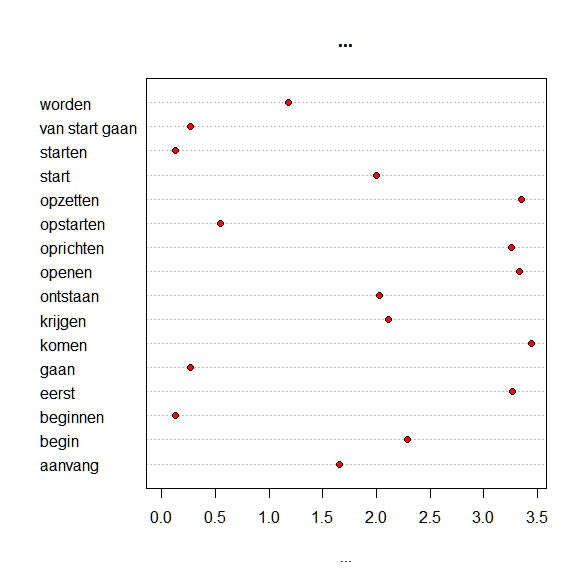 ...
worden
van start gaan
starten
start
opzetten
opstarten
oprichten
openen
ontstaan
krijgen
komen
gaan
eerst
beginnen
begin
aanvang
0.0 0.5 1.0 1.5 2.0 2.5 3.0 3.5
...